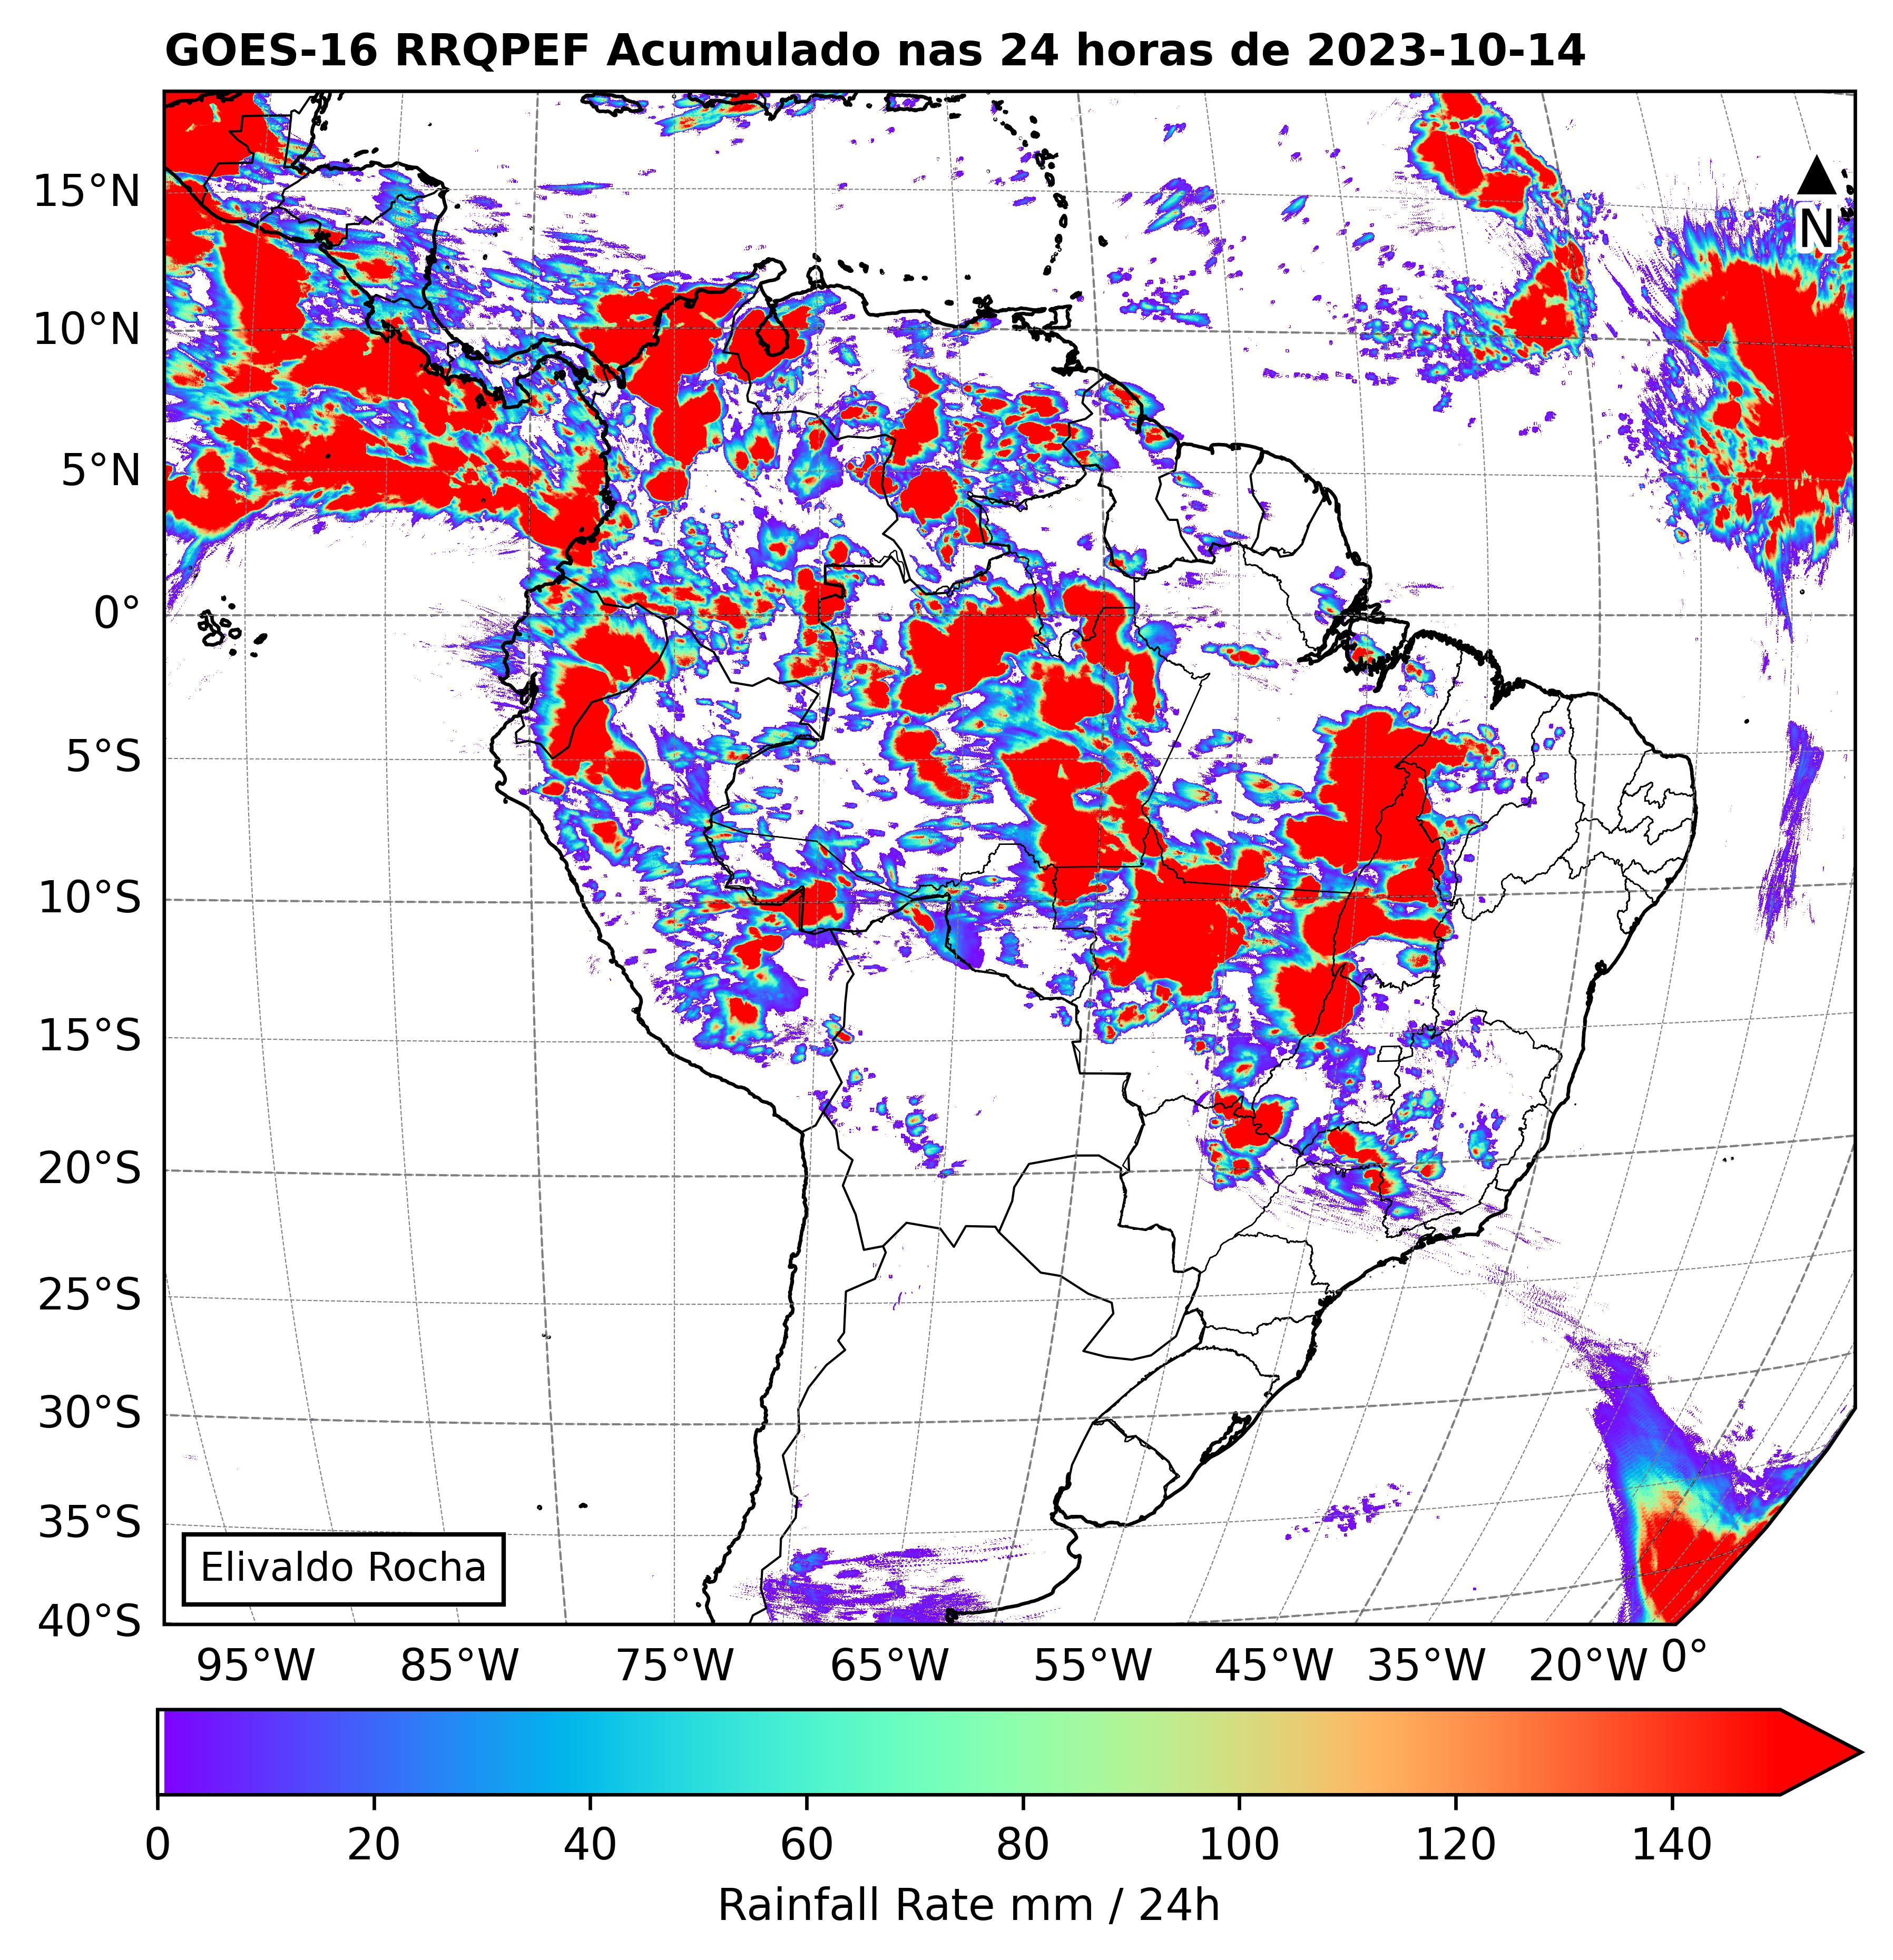 GOES-16 RRQPEF Acumulado nas 24 horas de 2023-10-14
N
15°N
10°N
5°N
0°
5°S
10°S
15°S
20°S
25°S
30°S
35°S
40°S
Elivaldo Rocha
95°W 85°W 75°W 65°W 55°W 45°W 35°W 20°W 0°
0 20 40 60 80 100 120 140
Rainfall Rate mm / 24h